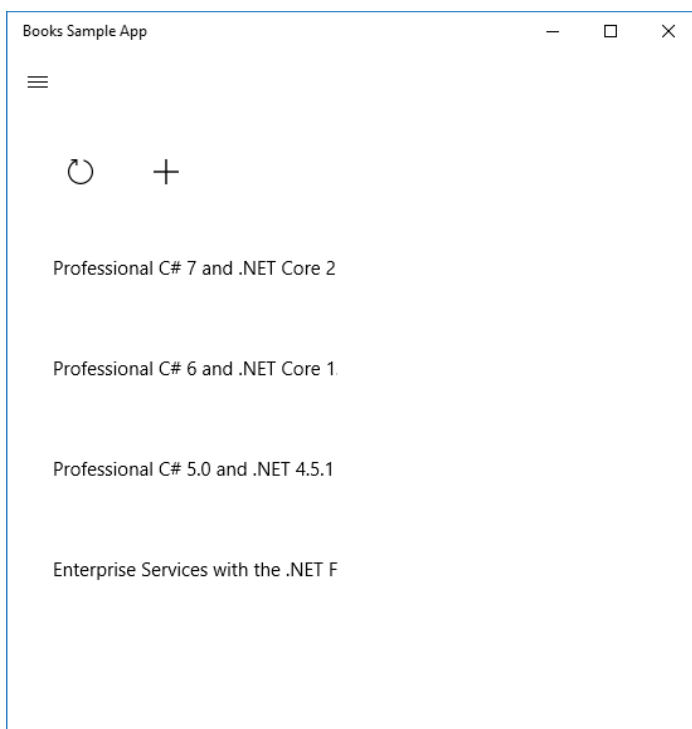 Books Sample App
Professional C# 7 and .NET Core 2
Professional C# 6 and .NET Core 1.
Professional C# 5.0 and .NET 4.5.1
Enterprise Services with the .NET F